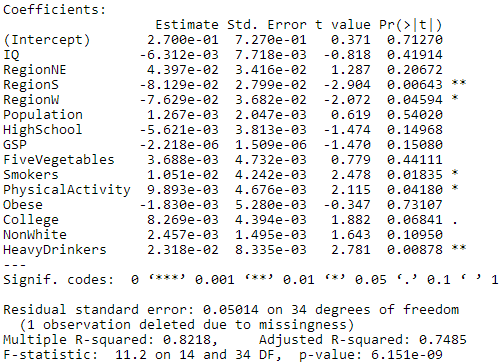 Coefficients:
Estimate Std. Error t value Pr(>|t|)
(Intercept) 2.700e-01 7.270e-01 0.371 0.71270
IQ -6.312e-03 7.718e-03 -0.818 0.41914
RegionNE 4.397e-02 3.416e-02 1.287 0.20672
RegionS -8.129e-02 2.799e-02 -2.904 0.00643 **
RegionW -7.629e-02 3.682e-02 -2.072 0.04594 *
Population 1.267e-03 2.047e-03 0.619 0.54020
HighSchool -5.621e-03 3.813e-03 -1.474 0.14968
GSP -2.218e-06 1.509e-06 -1.470 0.15080
FiveVegetables 3.688e-03 4.732e-03 0.779 0.44111
Smokers 1.051e-02 4.242e-03 2.478 0.01835 *
PhysicalActivity 9.893e-03 4.676e-03 2.115 0.04180 *
Obese -1.830e-03 5.280e-03 -0.347 0.73107
College 8.269e-03 4.394e-03 1.882 0.06841 .
NonWhite 2.457e-03 1.495e-03 1.643 0.10950
HeavyDrinkers 2.318e-02 8.335e-03 2.781 0.00878 **
---
Signif. codes: 0 ‘***’ 0.001 ‘**’ 0.01 ‘*’ 0.05 ‘.’ 0.1 ‘ ’ 1
Residual standard error: 0.05014 on 34 degrees of freedom
(1 observation deleted due to missingness)
Multiple R-squared: 0.8218, Adjusted R-squared: 0.7485
F-statistic: 11.2 on 14 and 34 DF, p-value: 6.151e-09